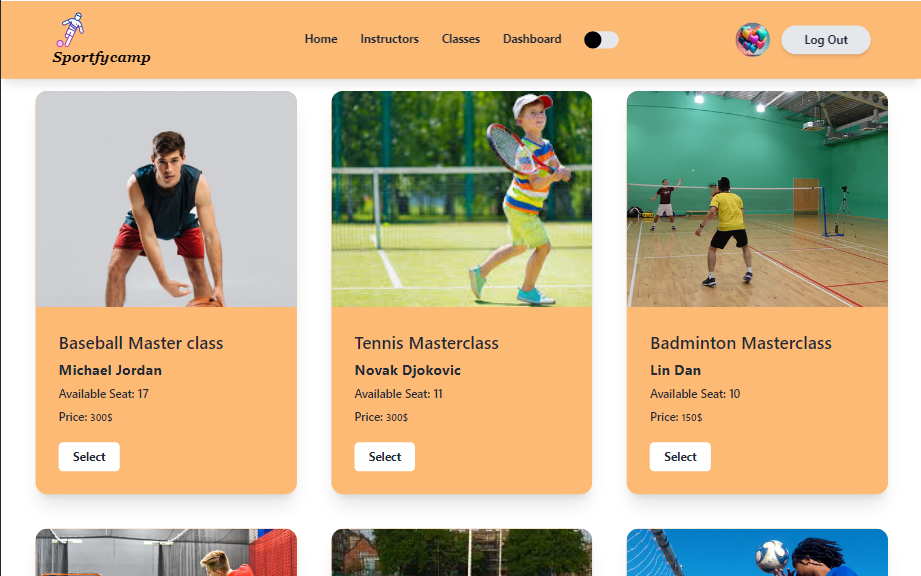 Sportfycamp
Home Instructors Classes Dashboard
Log Out
Baseball Master class
Michael Jordan
Available Seat: 17
Price: 300$
Select
Tennis Masterclass
Novak Djokovic
Available Seat: 11
Price: 300$
Select
Badminton Masterclass
Lin Dan
Available Seat: 10
Price: 150$
Select